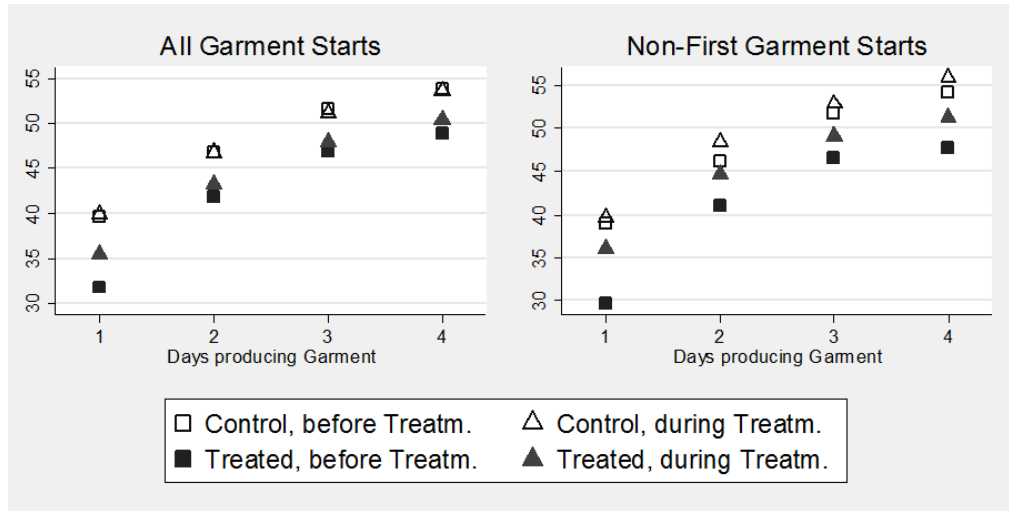 All Garment Starts
55
50
45
40
35
30
1 2 3 4
Days producing Garment
Non-First Garment Starts
55
50
45
40
35
30
1 2 3 4
Days producing Garment
Control, before Treatm. Control, during Treatm.
Treated, before Treatm. Treated, during Treatm.